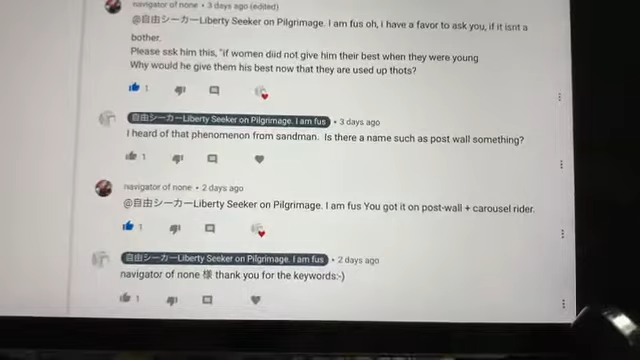 navigator of none • 3 days ago (edited)
@自由シーカーLiberty Seeker on Pilgrimage. I am fus oh, i have a favor to ask you, if it isnt a
bother.
Please ssk him this, "if women diid not give him their best when they were young
Why would he give them his best now that they are used up thots?
1
自由シーカーLiberty Seeker on Pilgrimage. I am fus • 3 days ago
I heard of that phenomenon from sandman. Is there a name such as post wall something?
1
navigator of none • 2 days ago
@自由シーカーLiberty Seeker on Pilgrimage. I am fus You got it on post-wall + carousel rider.
1
自由シーカーLiberty Seeker on Pilgrimage. I am fus • 2 days ago
navigator of none 様 thank you for the keywords:-)
1